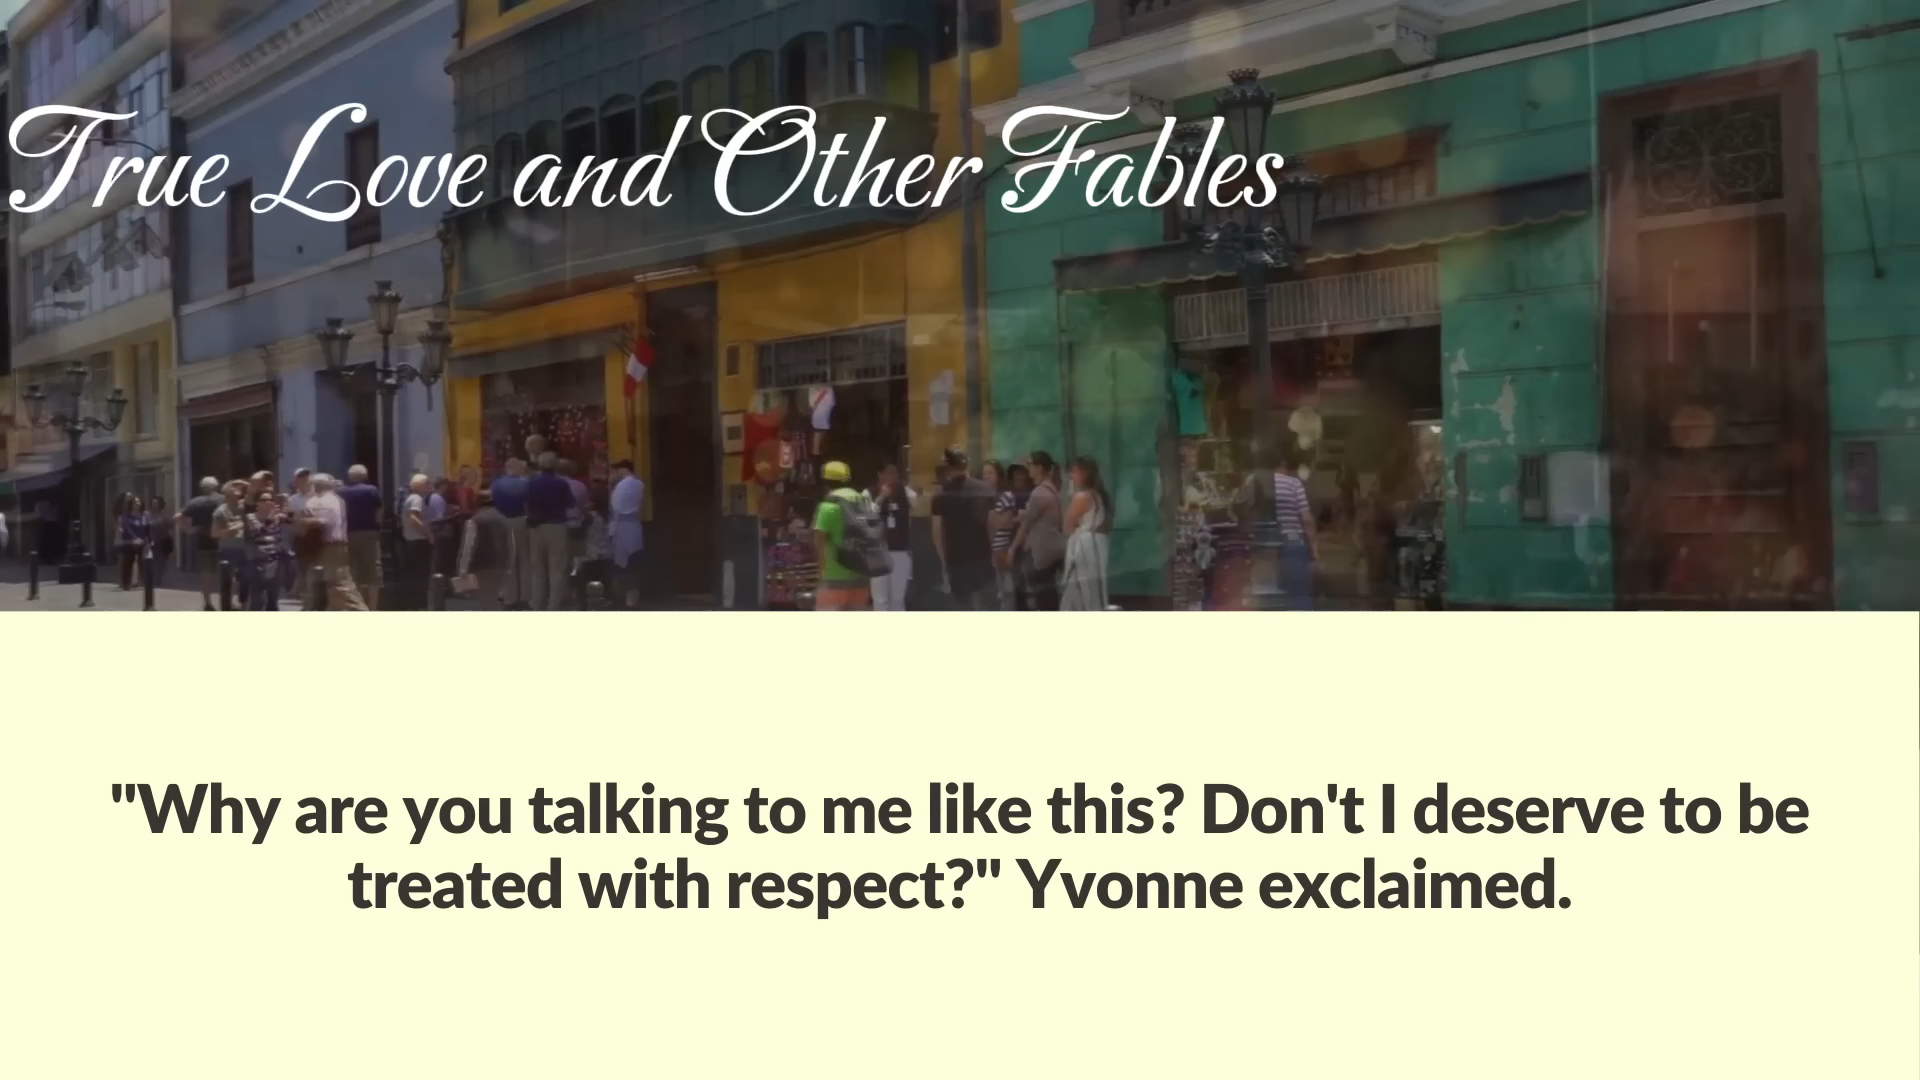 True Love and Other Fables
"Why are you talking to me like this? Don't I deserve to be
treated with respect?" Yvonne exclaimed.